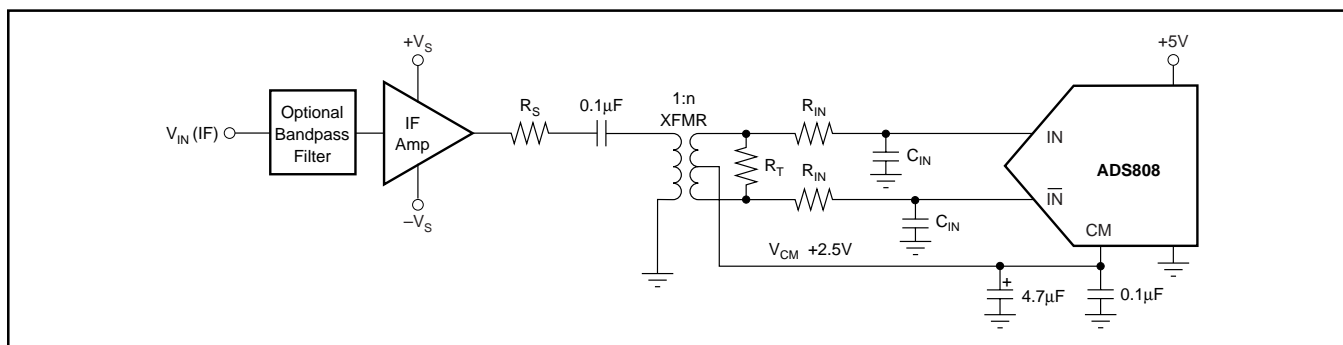 +V_S
+5V
Optional
Bandpass
Filter
V_IN (IF)
IF
Amp
–V_S
R_S
0.1µF
1:n
XFMR
R_T
R_IN
R_IN
C_IN
C_IN
IN
I̅N̅
ADS808
CM
V_CM +2.5V
+
4.7µF
0.1µF